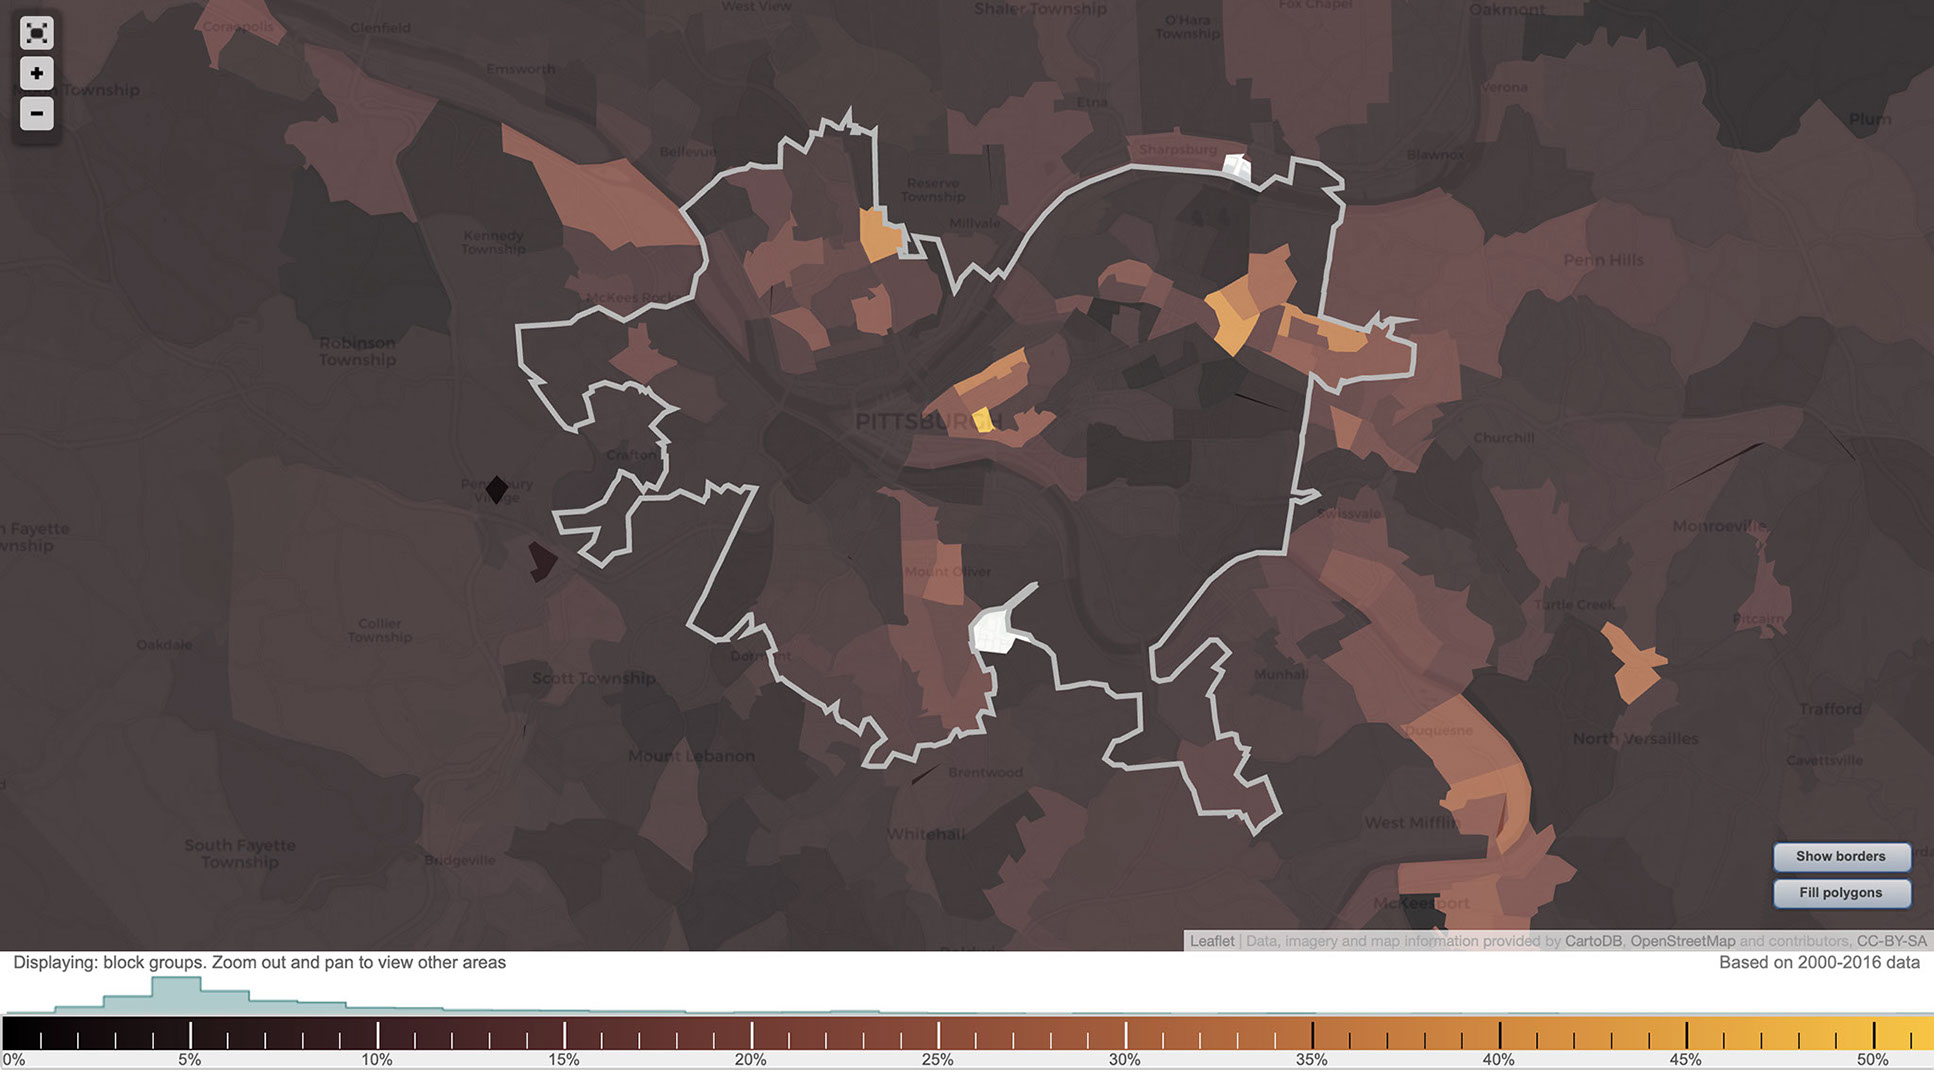 Coraopolis
Glenfield
West View
Shaler Township
O'Hara
Township
Fox Chapel
Oakmont
Emsworth
Township
Etna
Verona
Plum
Bellevue
Sharpsburg
Blawnox
Reserve
Township
Millvale
Kennedy
Township
Penn Hills
McKees Rocks
Robinson
Township
PITTSBURGH
Churchill
Crafton
Pennsbury
Village
Swissvale
Monroeville
Fayette
wnship
Mount Oliver
Turtle Creek
Pitcairn
Collier
Township
Oakdale
Dormont
Scott Township
Munhall
Trafford
Duquesne
North Versailles
Mount Lebanon
Cavettsville
Brentwood
West Mifflin
Whitehall
South Fayette
Township
Bridgeville
Show borders
Fill polygons
McKeesport
Leaflet | Data, imagery and map information provided by CartoDB, OpenStreetMap and contributors, CC-BY-SA
Displaying: block groups. Zoom out and pan to view other areas
Based on 2000-2016 data
0% 5% 10% 15% 20% 25% 30% 35% 40% 45% 50%